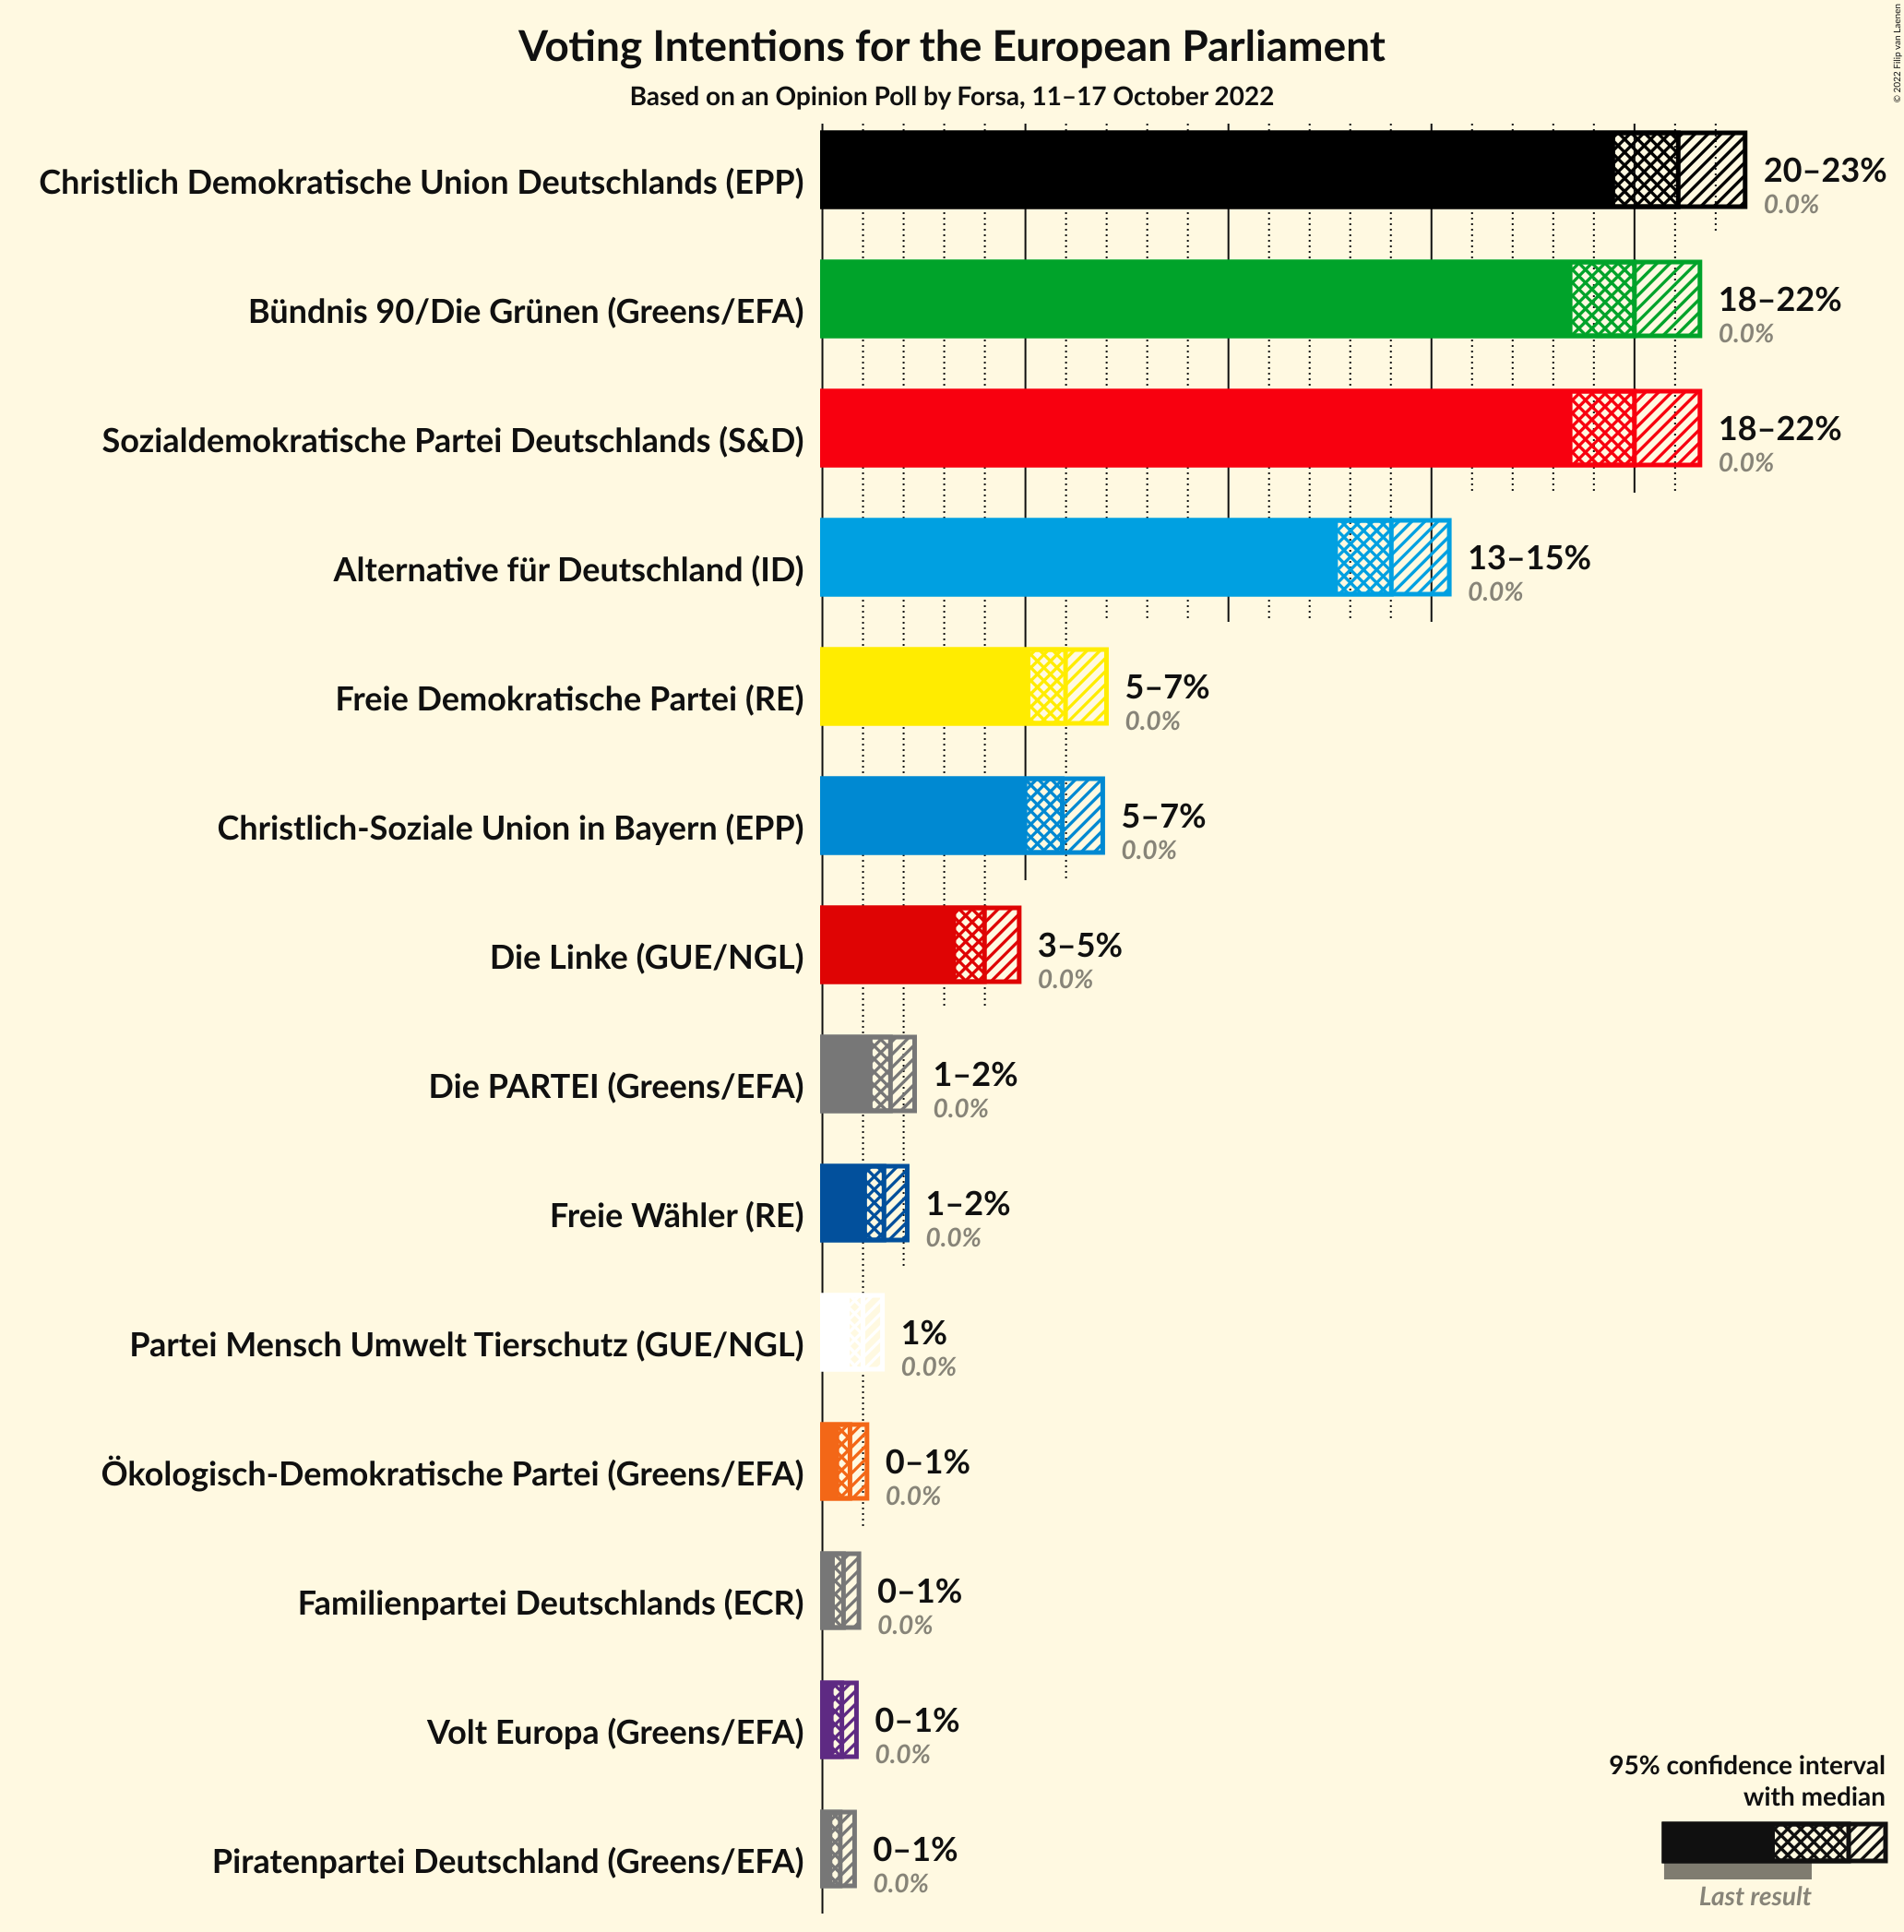 Voting Intentions for the European Parliament
Based on an Opinion Poll by Forsa, 11–17 October 2022
© 2022 Filip van Laenen
Christlich Demokratische Union Deutschlands (EPP)
20–23%
0.0%
Bündnis 90/Die Grünen (Greens/EFA)
18–22%
0.0%
Sozialdemokratische Partei Deutschlands (S&D)
18–22%
0.0%
Alternative für Deutschland (ID)
13–15%
0.0%
Freie Demokratische Partei (RE)
5–7%
0.0%
Christlich-Soziale Union in Bayern (EPP)
5–7%
0.0%
Die Linke (GUE/NGL)
3–5%
0.0%
Die PARTEI (Greens/EFA)
1–2%
0.0%
Freie Wähler (RE)
1–2%
0.0%
Partei Mensch Umwelt Tierschutz (GUE/NGL)
1%
0.0%
Ökologisch-Demokratische Partei (Greens/EFA)
0–1%
0.0%
Familienpartei Deutschlands (ECR)
0–1%
0.0%
Volt Europa (Greens/EFA)
0–1%
0.0%
Piratenpartei Deutschland (Greens/EFA)
0–1%
0.0%
95% confidence interval
with median
Last result